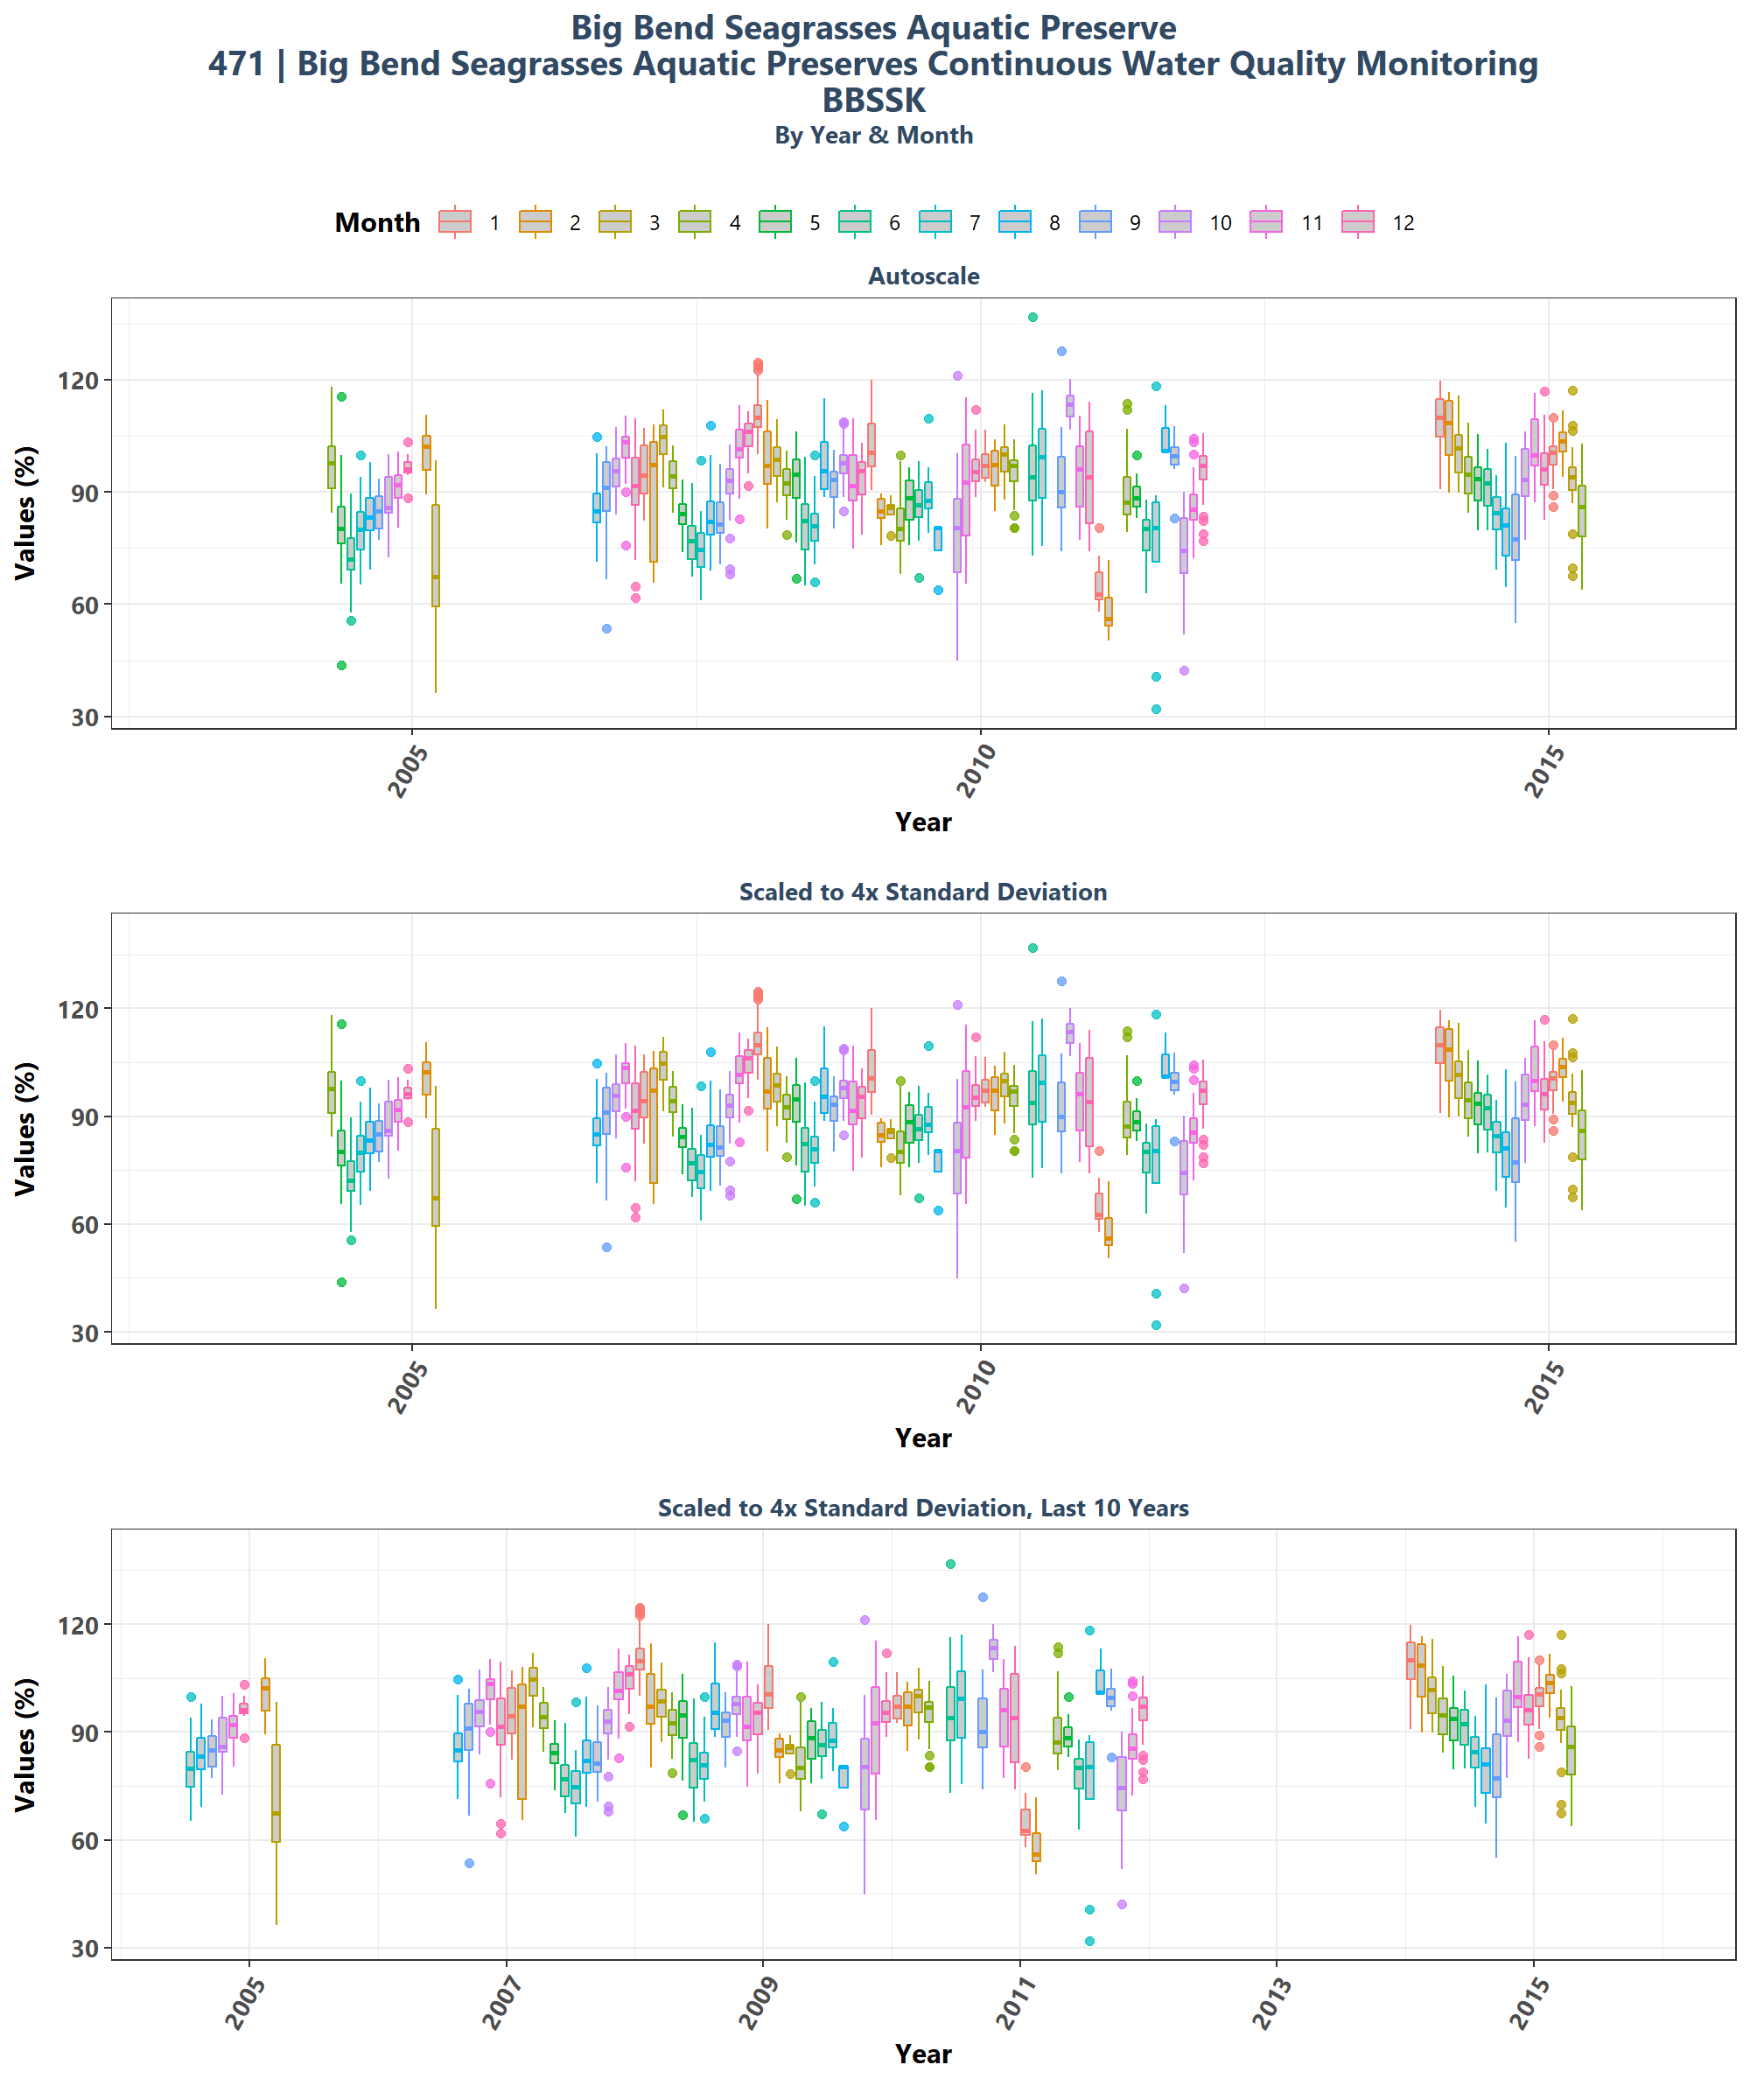 Big Bend Seagrasses Aquatic Preserve
471 | Big Bend Seagrasses Aquatic Preserves Continuous Water Quality Monitoring
BBSSK
By Year & Month
Month 1 2 3 4 5 6 7 8 9 10 11 12
Autoscale
Values (%)
120
90
60
30
2005 2010 2015
Year
Scaled to 4x Standard Deviation
Values (%)
120
90
60
30
2005 2010 2015
Year
Scaled to 4x Standard Deviation, Last 10 Years
Values (%)
120
90
60
30
2005 2007 2009 2011 2013 2015
Year